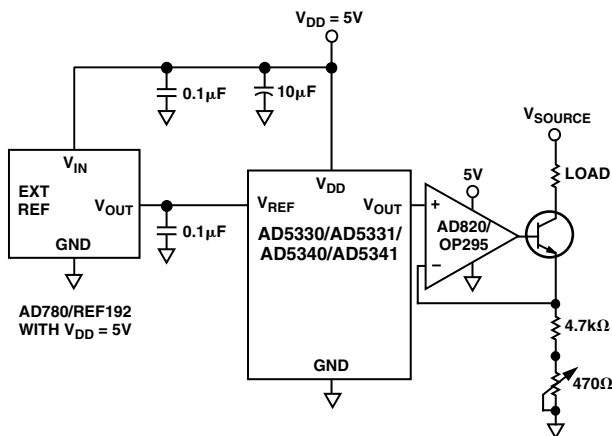 V_DD = 5V
0.1μF
10μF
V_SOURCE
LOAD
V_IN
EXT
REF
V_OUT
GND
0.1μF
V_DD
V_REF
V_OUT
AD5330/AD5331/
AD5340/AD5341
GND
5V
+
AD820/
OP295
–
4.7kΩ
470Ω
AD780/REF192
WITH V_DD = 5V